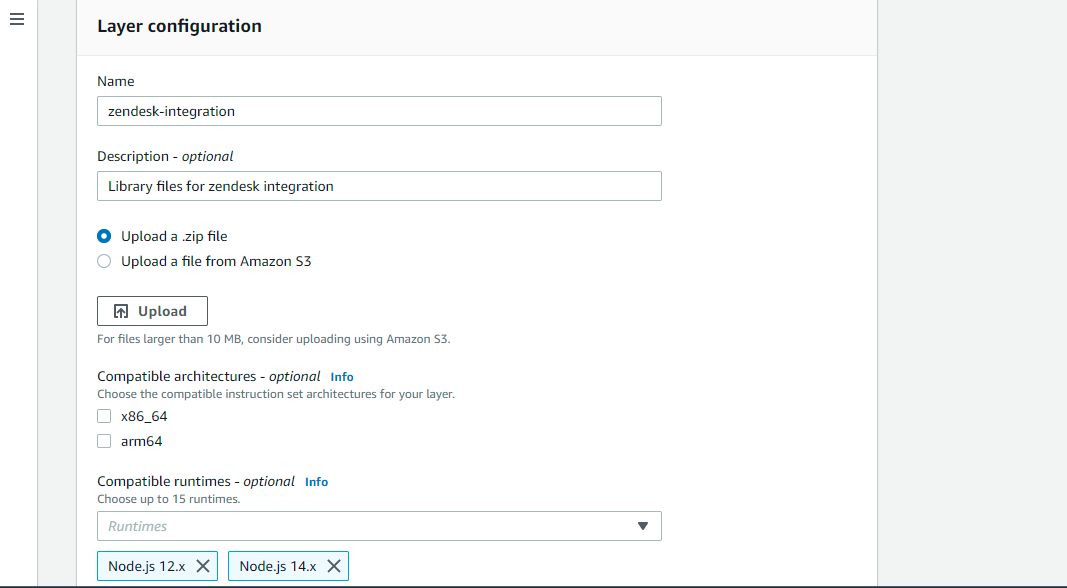 Layer configuration
Name
zendesk-integration
Description - optional
Library files for zendesk integration
Upload a .zip file
Upload a file from Amazon S3
Upload
For files larger than 10 MB, consider uploading using Amazon S3.
Compatible architectures - optional Info
Choose the compatible instruction set architectures for your layer.
x86_64
arm64
Compatible runtimes - optional Info
Choose up to 15 runtimes.
Runtimes
Node.js 12.x Node.js 14.x